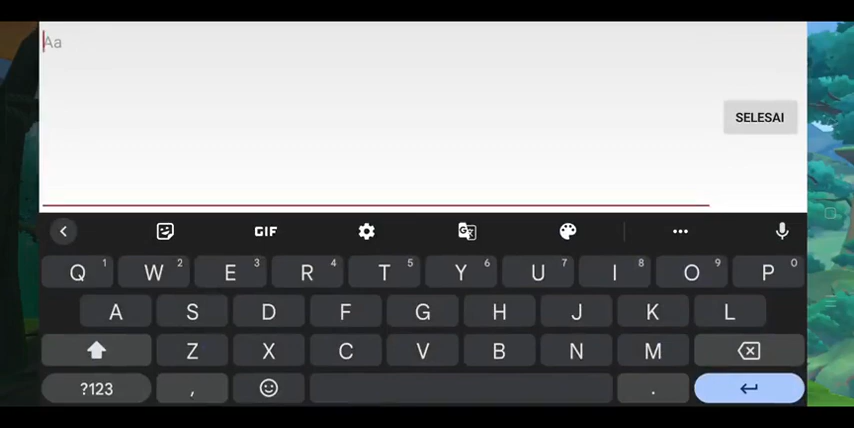 Aa
SELESAI
GIF
Q 1 W 2 E 3 R 4 T 5 Y 6 U 7 I 8 O 9 P 0
A S D F G H J K L
Z X C V B N M
?123 , .